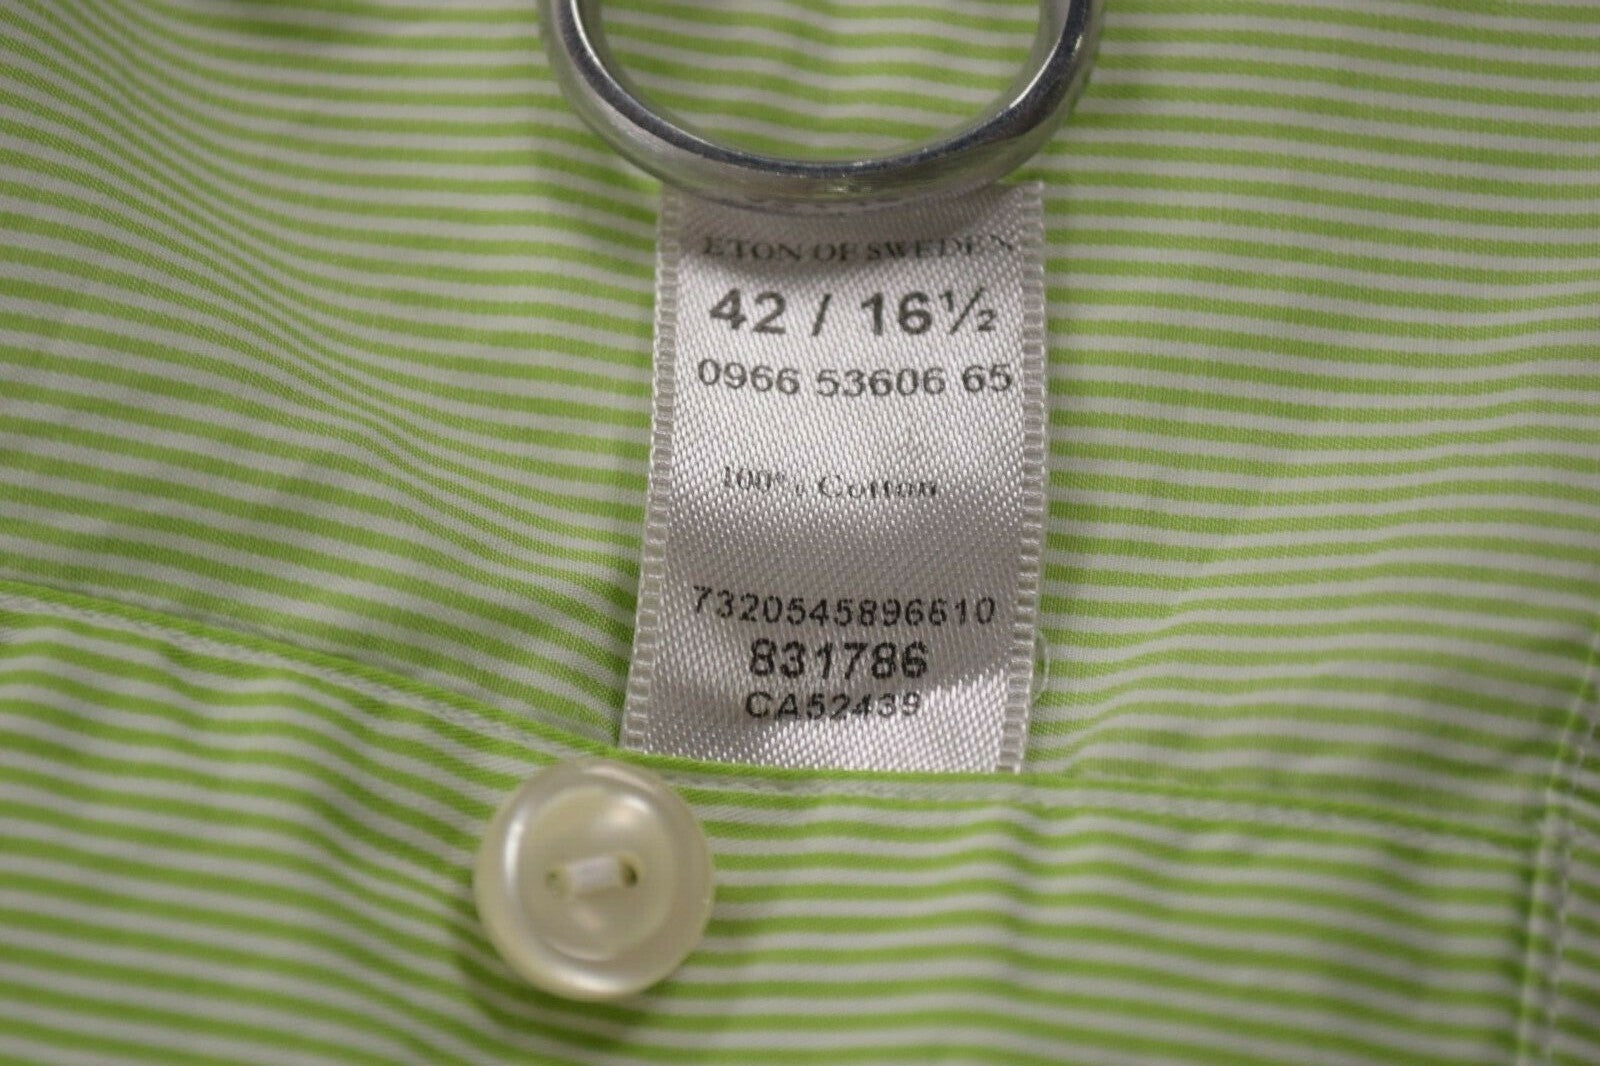 ETON OF SWEDEN
42 / 16½
0966 53606 65
100% Cotton
7320545896610
831786
CA52439